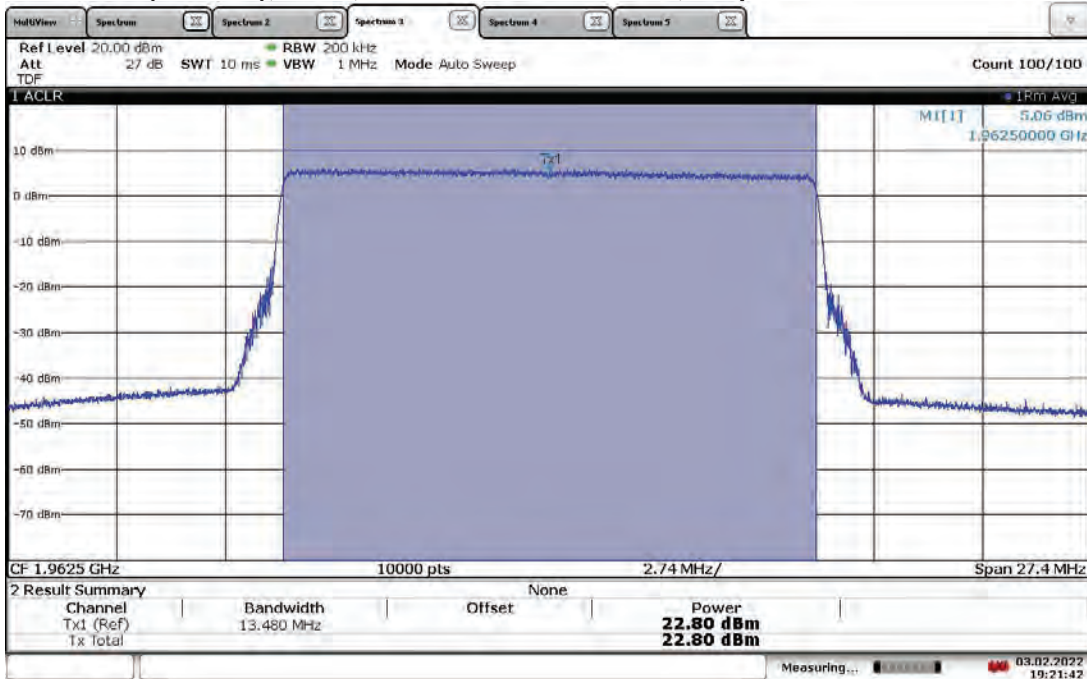 MultiView Spectrum Spectrum 2 Spectrum 3 Spectrum 4 Spectrum 5
Ref Level 20.00 dBm RBW 200 kHz
Att 27 dB SWT 10 ms VBW 1 MHz Mode Auto Sweep Count 100/100
TDF
1 ACLR 1Rm Avg
M1[1] 5.06 dBm
1.96250000 GHz
10 dBm
Tx1
0 dBm
-10 dBm
-20 dBm
-30 dBm
-40 dBm
-50 dBm
-60 dBm
-70 dBm
CF 1.9625 GHz 10000 pts 2.74 MHz/ Span 27.4 MHz
2 Result Summary None
Channel Bandwidth Offset Power
Tx1 (Ref) 13.480 MHz 22.80 dBm
Tx Total 22.80 dBm
Measuring... 03.02.2022
19:21:42